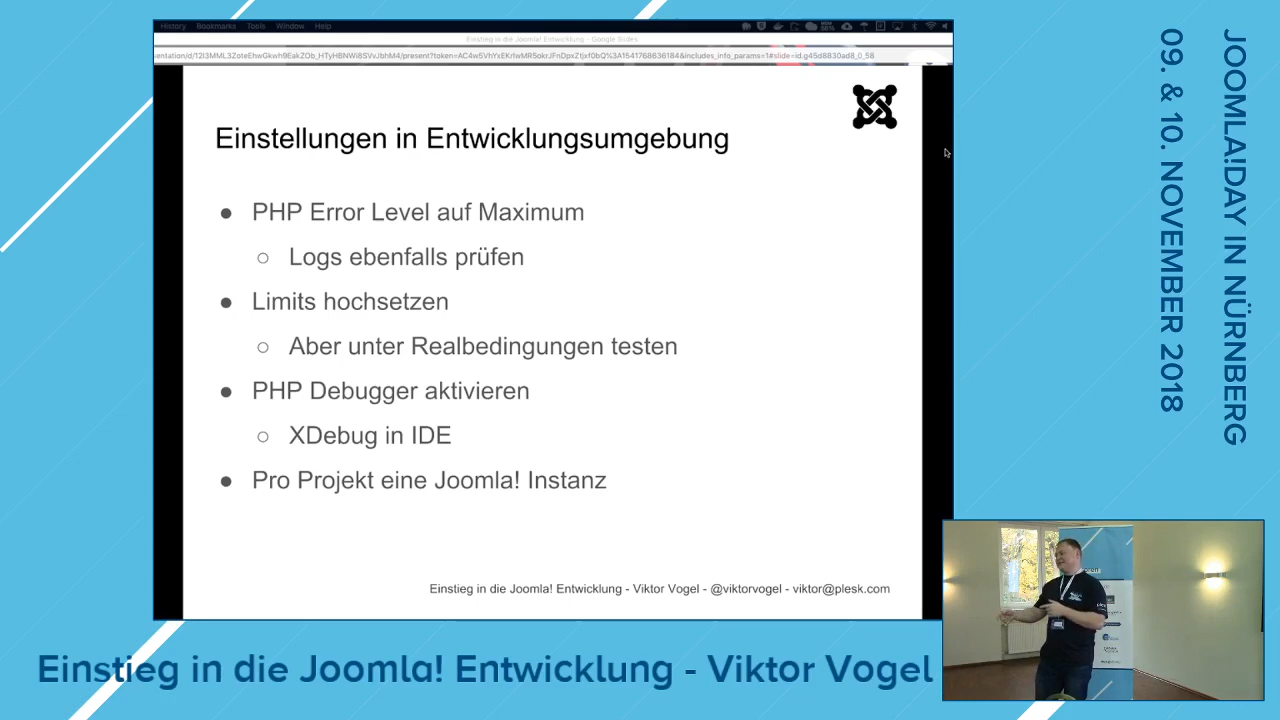 History Bookmarks Tools Window Help
Einstieg in die Joomla! Entwicklung - Google Slides
Einstellungen in Entwicklungsumgebung
● PHP Error Level auf Maximum
○ Logs ebenfalls prüfen
● Limits hochsetzen
○ Aber unter Realbedingungen testen
● PHP Debugger aktivieren
○ XDebug in IDE
● Pro Projekt eine Joomla! Instanz
Einstieg in die Joomla! Entwicklung - Viktor Vogel - @viktorvogel - viktor@plesk.com
JOOMLA!DAY IN NÜRNBERG
09. & 10. NOVEMBER 2018
Einstieg in die Joomla! Entwicklung - Viktor Vogel